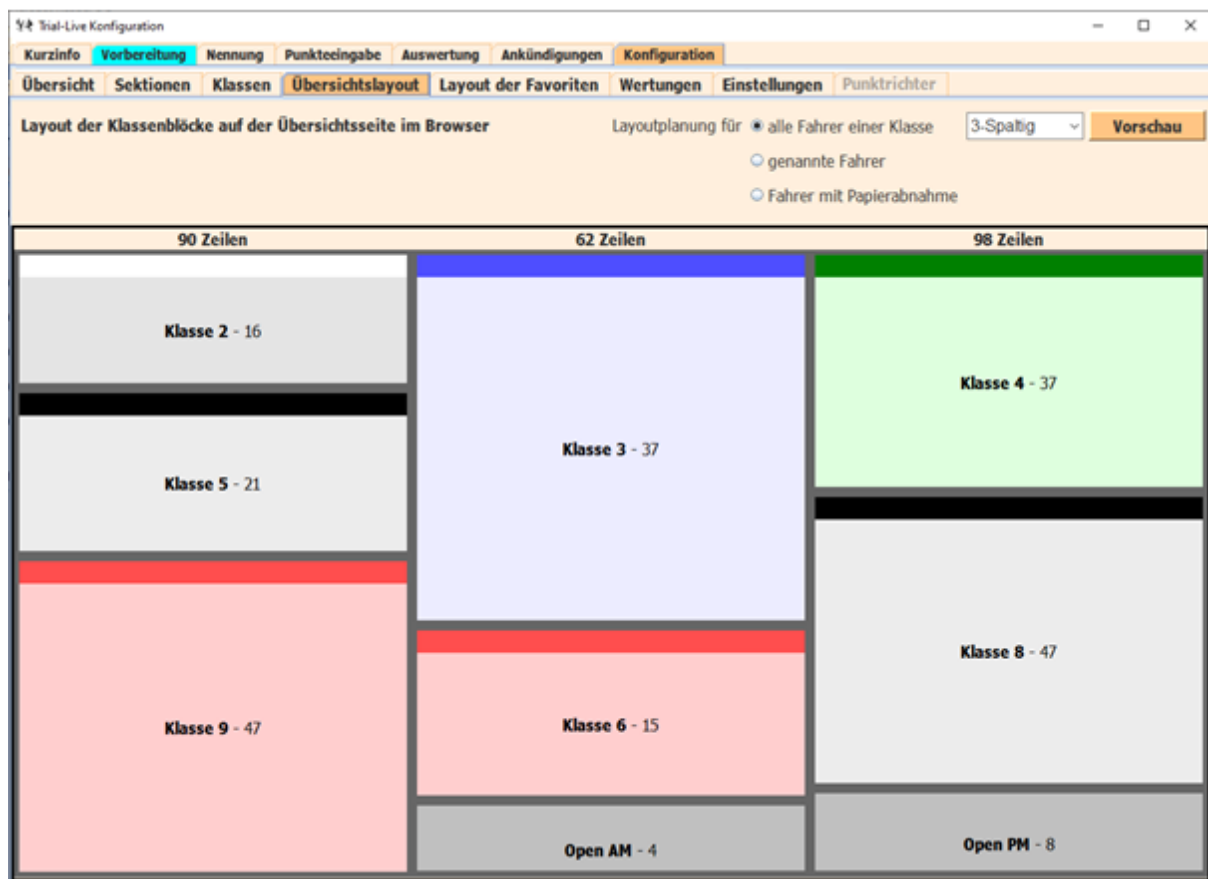 Trial-Live Konfiguration
Kurzinfo Vorbereitung Nennung Punkteeingabe Auswertung Ankündigungen Konfiguration
Übersicht Sektionen Klassen Übersichtslayout Layout der Favoriten Wertungen Einstellungen Punktrichter
Layout der Klassenblöcke auf der Übersichtsseite im Browser Layoutplanung für alle Fahrer einer Klasse 3-Spaltig Vorschau
genannte Fahrer
Fahrer mit Papierabnahme
90 Zeilen 62 Zeilen 98 Zeilen
Klasse 2 - 16
Klasse 5 - 21
Klasse 9 - 47
Klasse 3 - 37
Klasse 6 - 15
Open AM - 4
Klasse 4 - 37
Klasse 8 - 47
Open PM - 8